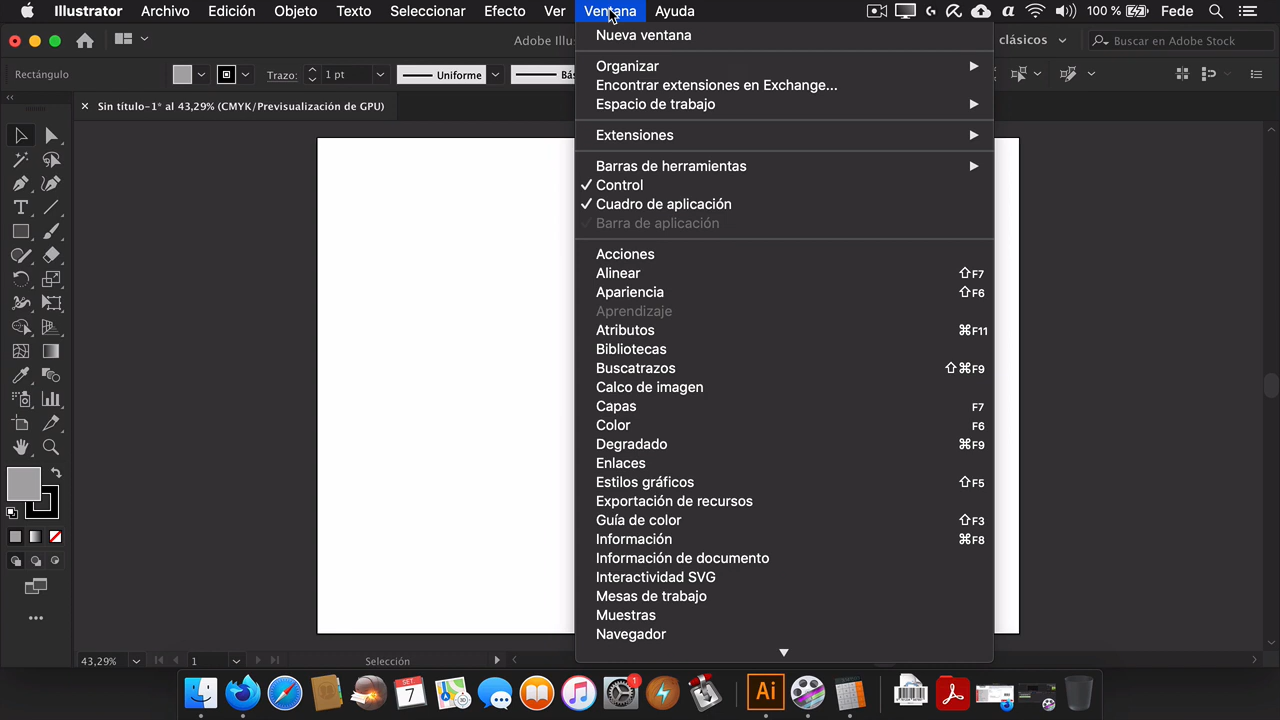 Illustrator Archivo Edición Objeto Texto Seleccionar Efecto Ver Ventana Ayuda 100 % Fede
Adobe Illus clásicos Buscar en Adobe Stock
Rectángulo Trazo: 1 pt Uniforme Bás
Sin título-1* al 43,29% (CMYK/Previsualización de GPU)
Nueva ventana
Organizar
Encontrar extensiones en Exchange...
Espacio de trabajo
Extensiones
Barras de herramientas
Control
Cuadro de aplicación
Barra de aplicación
Acciones
Alinear ⇧F7
Apariencia ⇧F6
Aprendizaje
Atributos ⌘F11
Bibliotecas
Buscatrazos ⇧⌘F9
Calco de imagen
Capas F7
Color F6
Degradado ⌘F9
Enlaces
Estilos gráficos ⇧F5
Exportación de recursos
Guía de color ⇧F3
Información ⌘F8
Información de documento
Interactividad SVG
Mesas de trabajo
Muestras
Navegador
43,29% 1 Selección
SET 7 1 Ai